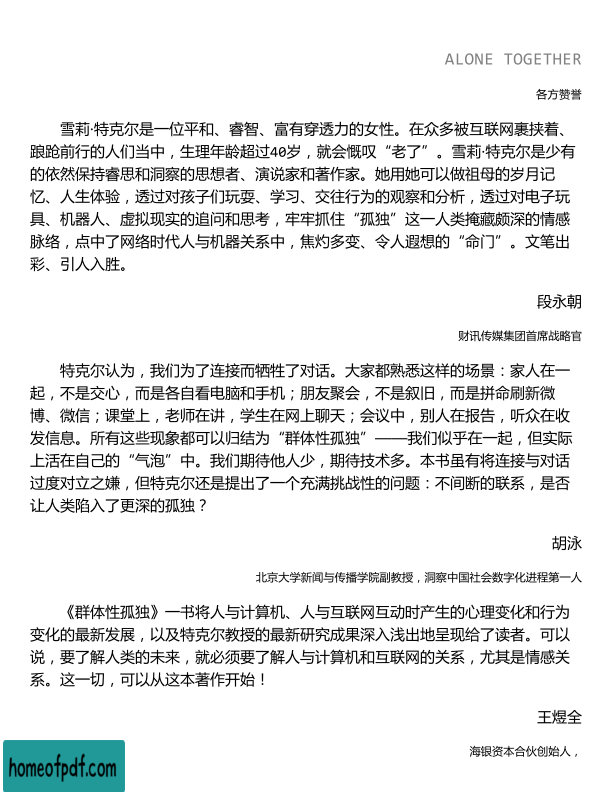 ALONE TOGETHER
各方赞誉
雪莉·特克尔是一位平和、睿智、富有穿透力的女性。在众多被互联网裹挟着、
踉跄前行的人们当中，生理年龄超过40岁，就会慨叹“老了”。雪莉·特克尔是少有
的依然保持睿思和洞察的思想者、演说家和著作家。她用她可以做祖母的岁月记
忆、人生体验，透过对孩子们玩耍、学习、交往行为的观察和分析，透过对电子玩
具、机器人、虚拟现实的追问和思考，牢牢抓住“孤独”这一人类掩藏颇深的情感
脉络，点中了网络时代人与机器关系中，焦灼多变、令人遐想的“命门”。文笔出
彩、引人入胜。
段永朝
财讯传媒集团首席战略官
特克尔认为，我们为了连接而牺牲了对话。大家都熟悉这样的场景：家人在一
起，不是交心，而是各自看电脑和手机；朋友聚会，不是叙旧，而是拼命刷新微
博、微信；课堂上，老师在讲，学生在网上聊天；会议中，别人在报告，听众在收
发信息。所有这些现象都可以归结为“群体性孤独”——我们似乎在一起，但实际
上活在自己的“气泡”中。我们期待他人少，期待技术多。本书虽有将连接与对话
过度对立之嫌，但特克尔还是提出了一个充满挑战性的问题：不间断的联系，是否
让人类陷入了更深的孤独？
胡泳
北京大学新闻与传播学院副教授，洞察中国社会数字化进程第一人
《群体性孤独》一书将人与计算机、人与互联网互动时产生的心理变化和行为
变化的最新发展，以及特克尔教授的最新研究成果深入浅出地呈现给了读者。可以
说，要了解人类的未来，就必须要了解人与计算机和互联网的关系，尤其是情感关
系。这一切，可以从这本著作开始！
王煜全
海银资本合伙创始人，
homeofpdf.com